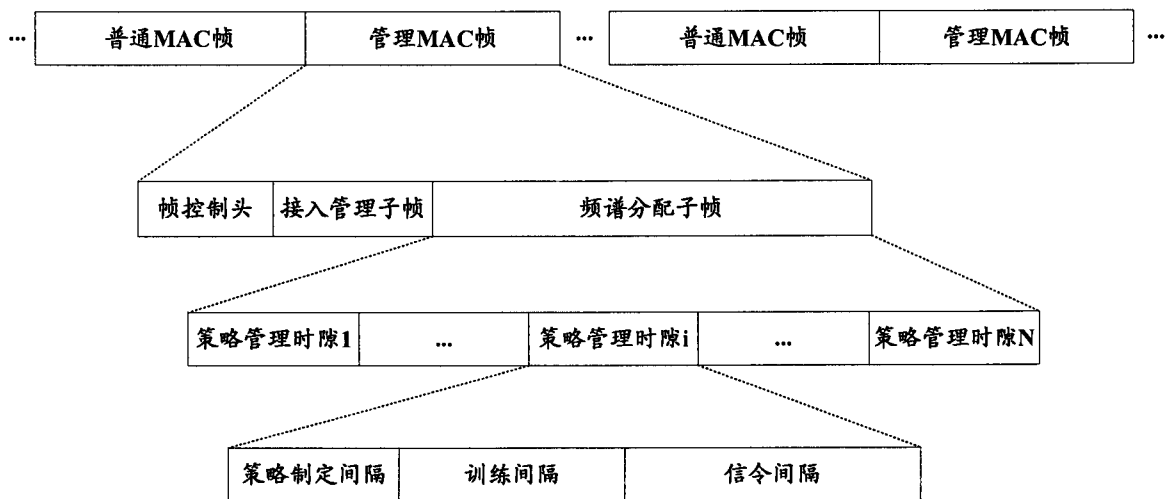 ... 普通MAC帧 管理MAC帧 ... 普通MAC帧 管理MAC帧 ...
帧控制头 接入管理子帧 频谱分配子帧
策略管理时隙1 ... 策略管理时隙i ... 策略管理时隙N
策略制定间隔 训练间隔 信令间隔